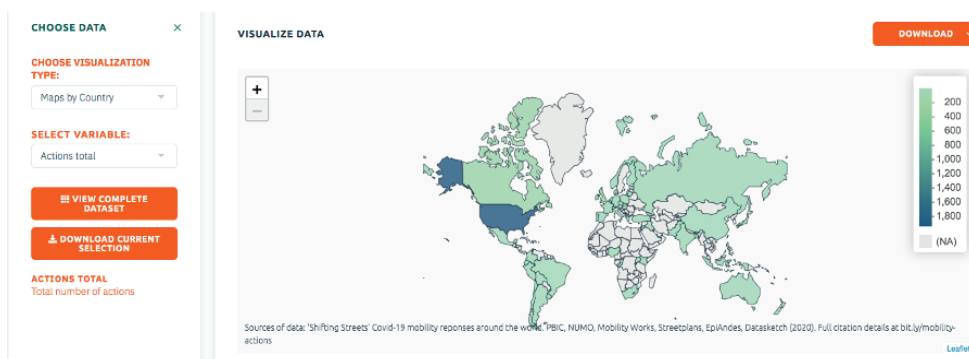 CHOOSE DATA
×
CHOOSE VISUALIZATION
TYPE:
Maps by Country
SELECT VARIABLE:
Actions total
VIEW COMPLETE
DATASET
DOWNLOAD CURRENT
SELECTION
ACTIONS TOTAL
Total number of actions
VISUALIZE DATA
DOWNLOAD
+
−
200
400
600
800
1,000
1,200
1,400
1,600
1,800
(NA)
Sources of data: 'Shifting Streets' Covid-19 mobility reponses around the world. PBIC, NUMO, Mobility Works, Streetplans, EpiAndes, Datasketch (2020). Full citation details at bit.ly/mobility-
actions
Leaflet